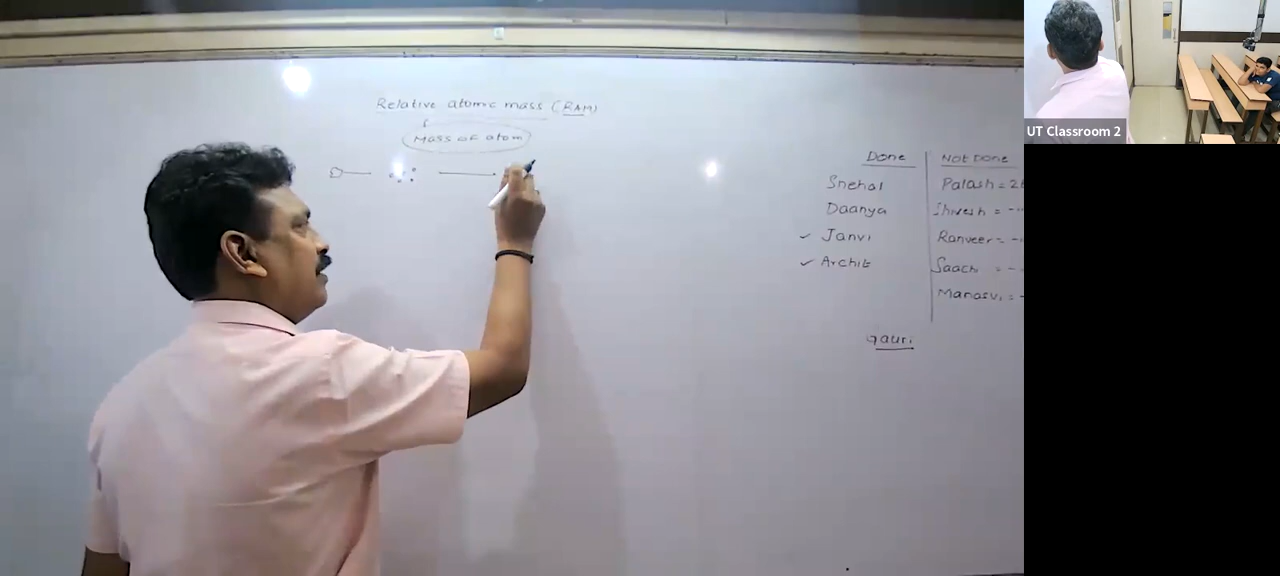 Relative atomic mass (RAM)
Mass of atom
Done
Not Done
Snehal
Palash = 2
Daanya
Shivesh = -
✓ Janvi
Ranveer = -
✓ Archit
Saachi = -
Manasvi = -
Gauri
UT Classroom 2